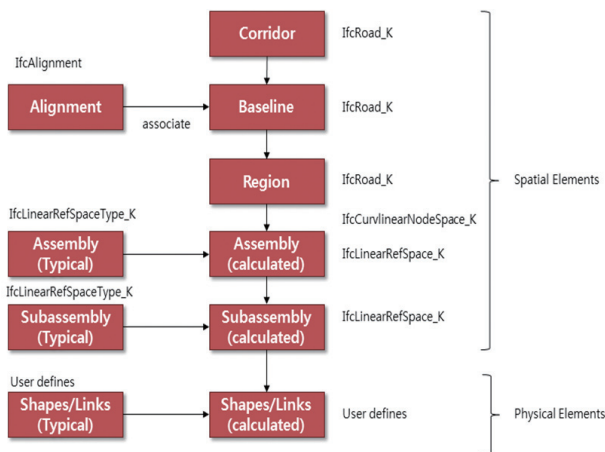 Corridor
IfcRoad_K
IfcAlignment
Alignment
associate
Baseline
IfcRoad_K
Region
IfcRoad_K
Spatial Elements
IfcLinearRefSpaceType_K
IfcCurvlinearNodeSpace_K
Assembly
(Typical)
Assembly
(calculated)
IfcLinearRefSpace_K
IfcLinearRefSpaceType_K
Subassembly
(Typical)
Subassembly
(calculated)
IfcLinearRefSpace_K
User defines
Shapes/Links
(Typical)
Shapes/Links
(calculated)
User defines
Physical Elements